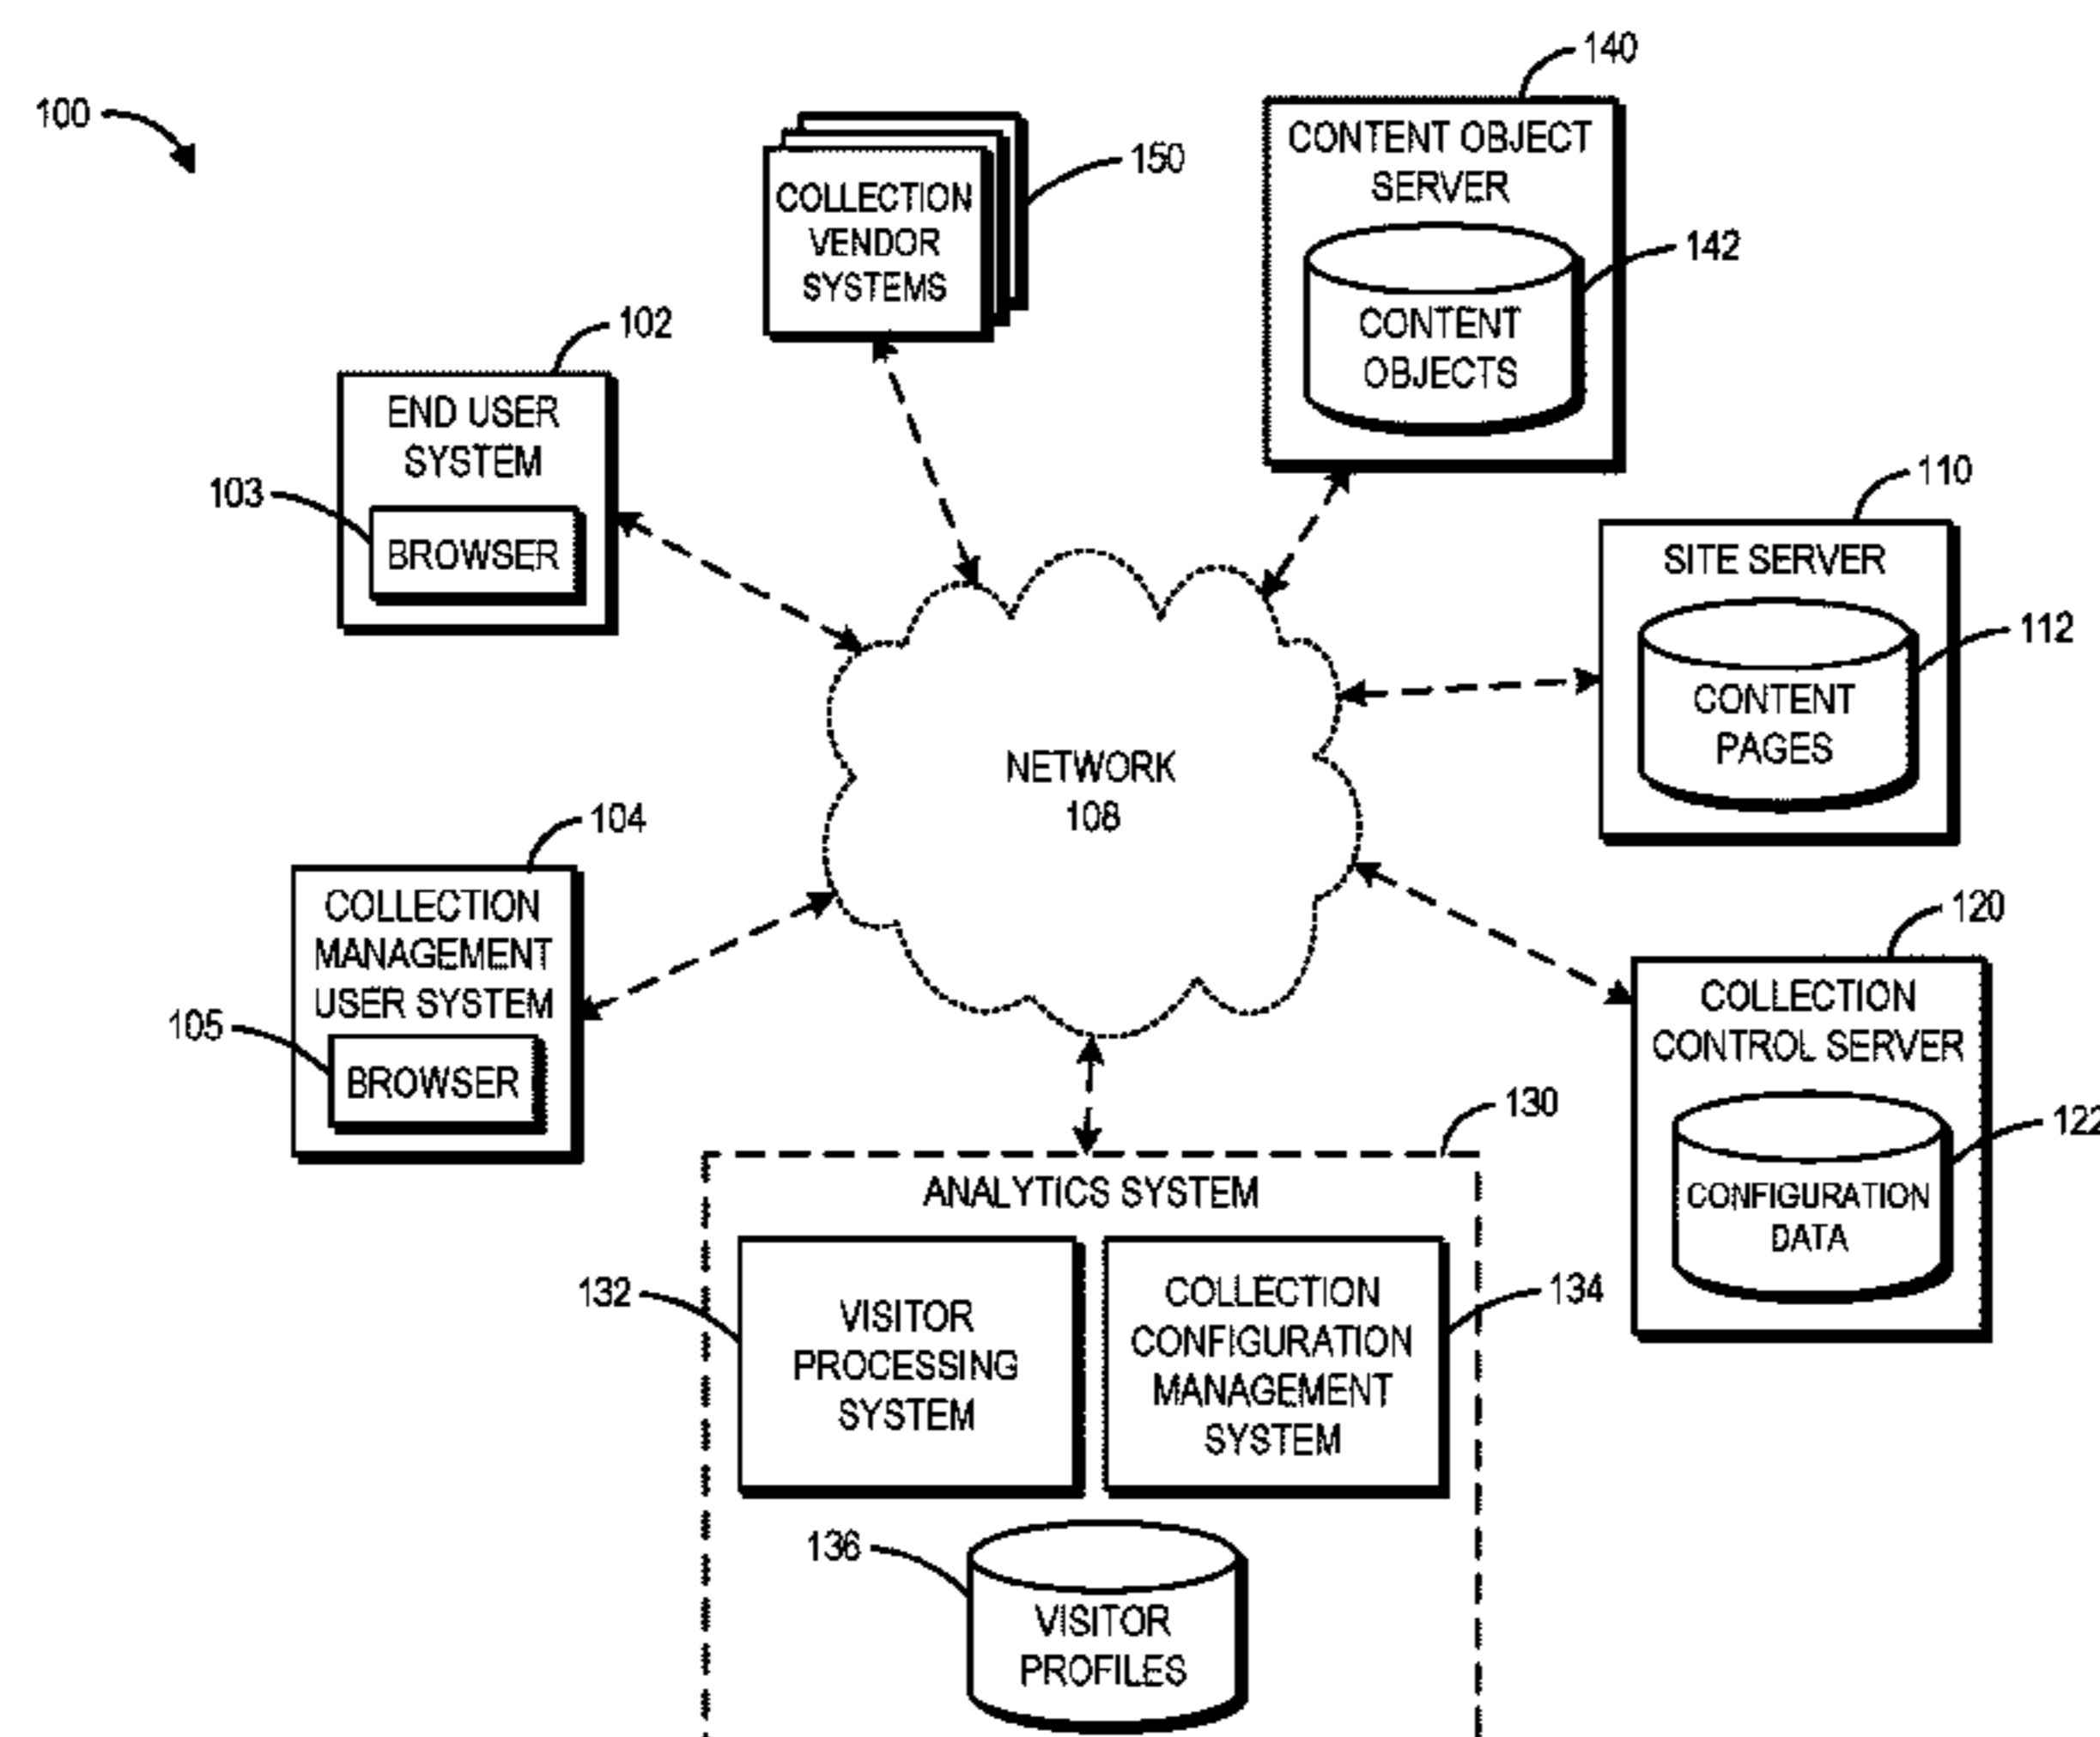 100
140
CONTENT OBJECT
SERVER
142
CONTENT
OBJECTS
150
COLLECTION
VENDOR
SYSTEMS
102
END USER
SYSTEM
103
BROWSER
110
SITE SERVER
112
CONTENT
PAGES
NETWORK
108
104
COLLECTION
MANAGEMENT
USER SYSTEM
105
BROWSER
120
COLLECTION
CONTROL SERVER
122
CONFIGURATION
DATA
130
ANALYTICS SYSTEM
132
VISITOR
PROCESSING
SYSTEM
134
COLLECTION
CONFIGURATION
MANAGEMENT
SYSTEM
136
VISITOR
PROFILES